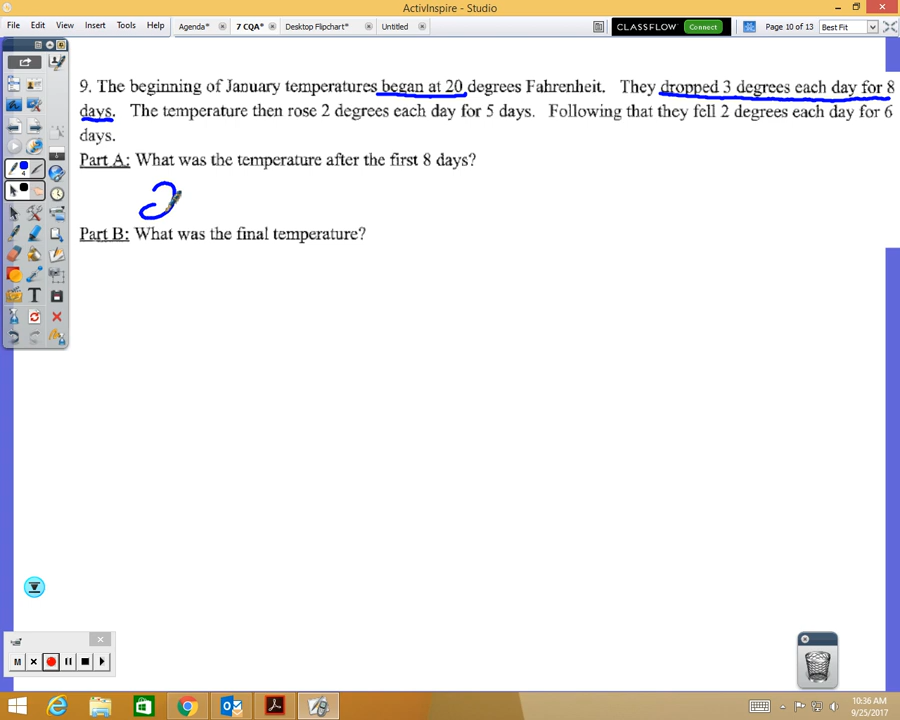 ActivInspire - Studio
File Edit View Insert Tools Help Agenda* 7 CQA* Desktop Flipchart* Untitled CLASSFLOW Connect Page 10 of 13 Best Fit
9. The beginning of January temperatures began at 20 degrees Fahrenheit. They dropped 3 degrees each day for 8
days. The temperature then rose 2 degrees each day for 5 days. Following that they fell 2 degrees each day for 6
days.
Part A: What was the temperature after the first 8 days?
2
Part B: What was the final temperature?
M
10:36 AM
9/25/2017